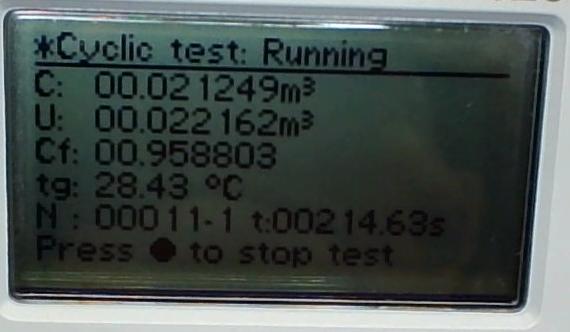 *Cyclic test: Running
C: 00.021249m³
U: 00.022162m³
Cf: 00.958803
tg: 28.43 °C
N : 00011-1 t:00214.63s
Press ● to stop test